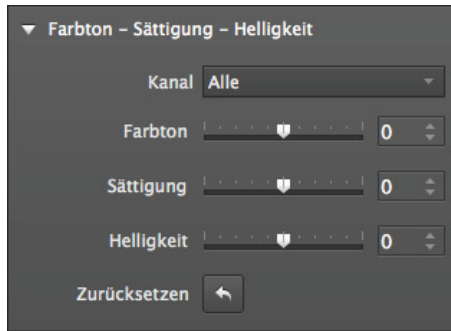 Farbton – Sättigung – Helligkeit
Kanal Alle
Farbton 0
Sättigung 0
Helligkeit 0
Zurücksetzen